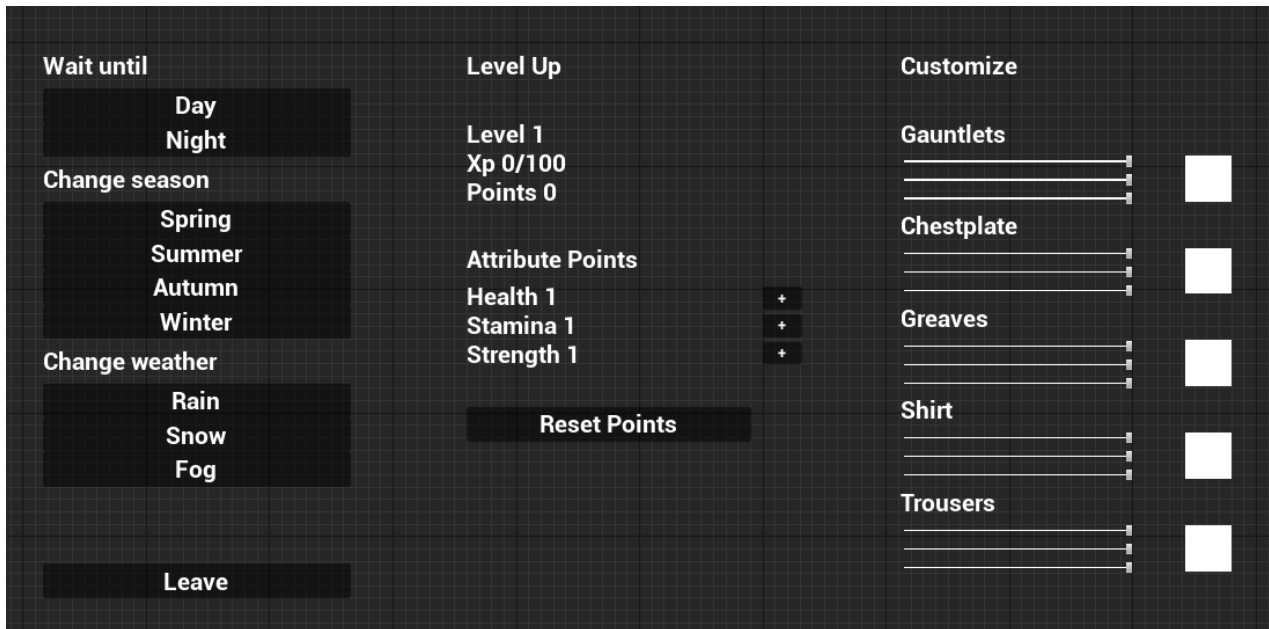 Wait until
Day
Night
Change season
Spring
Summer
Autumn
Winter
Change weather
Rain
Snow
Fog
Leave
Level Up
Level 1
Xp 0/100
Points 0
Attribute Points
Health 1 +
Stamina 1 +
Strength 1 +
Reset Points
Customize
Gauntlets
Chestplate
Greaves
Shirt
Trousers